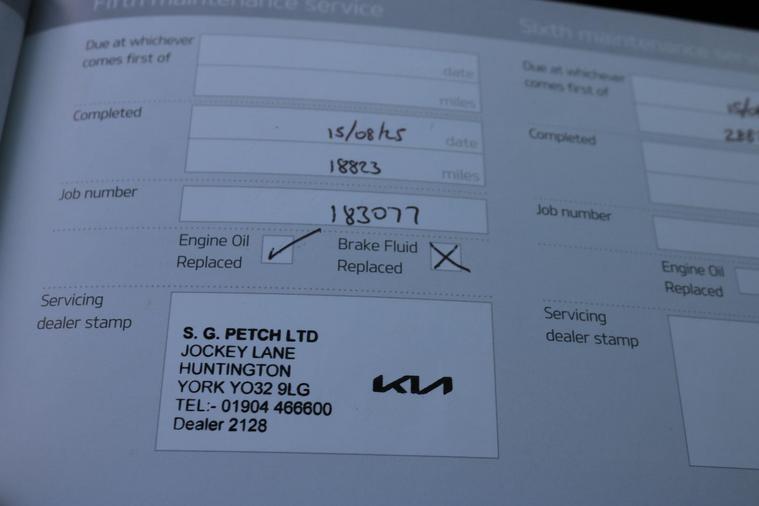 Fifth maintenance service
Due at whichever
comes first of
date
miles
Completed
15/08/25
date
18823
miles
Job number
183077
Engine Oil
Replaced
Brake Fluid
Replaced
Servicing
dealer stamp
S. G. PETCH LTD
JOCKEY LANE
HUNTINGTON
YORK YO32 9LG
TEL:- 01904 466600
Dealer 2128
KIA
Sixth maintenance
Due at whichever
comes first of
Completed
Job number
Engine Oil
Replaced
Servicing
dealer stamp